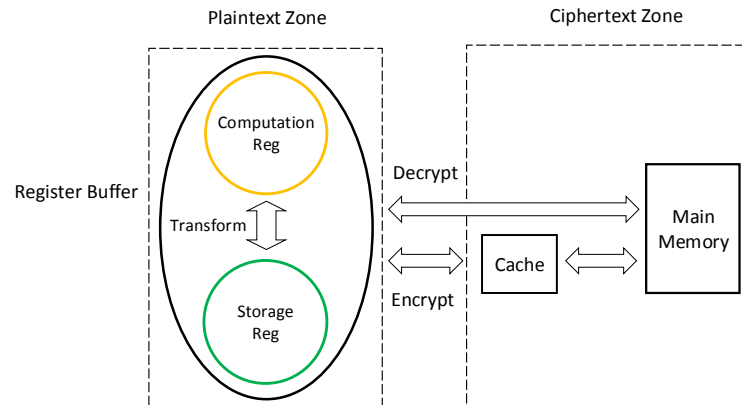 Plaintext Zone
Ciphertext Zone
Computation
Reg
Decrypt
Register Buffer
Transform
Main
Memory
Cache
Encrypt
Storage
Reg